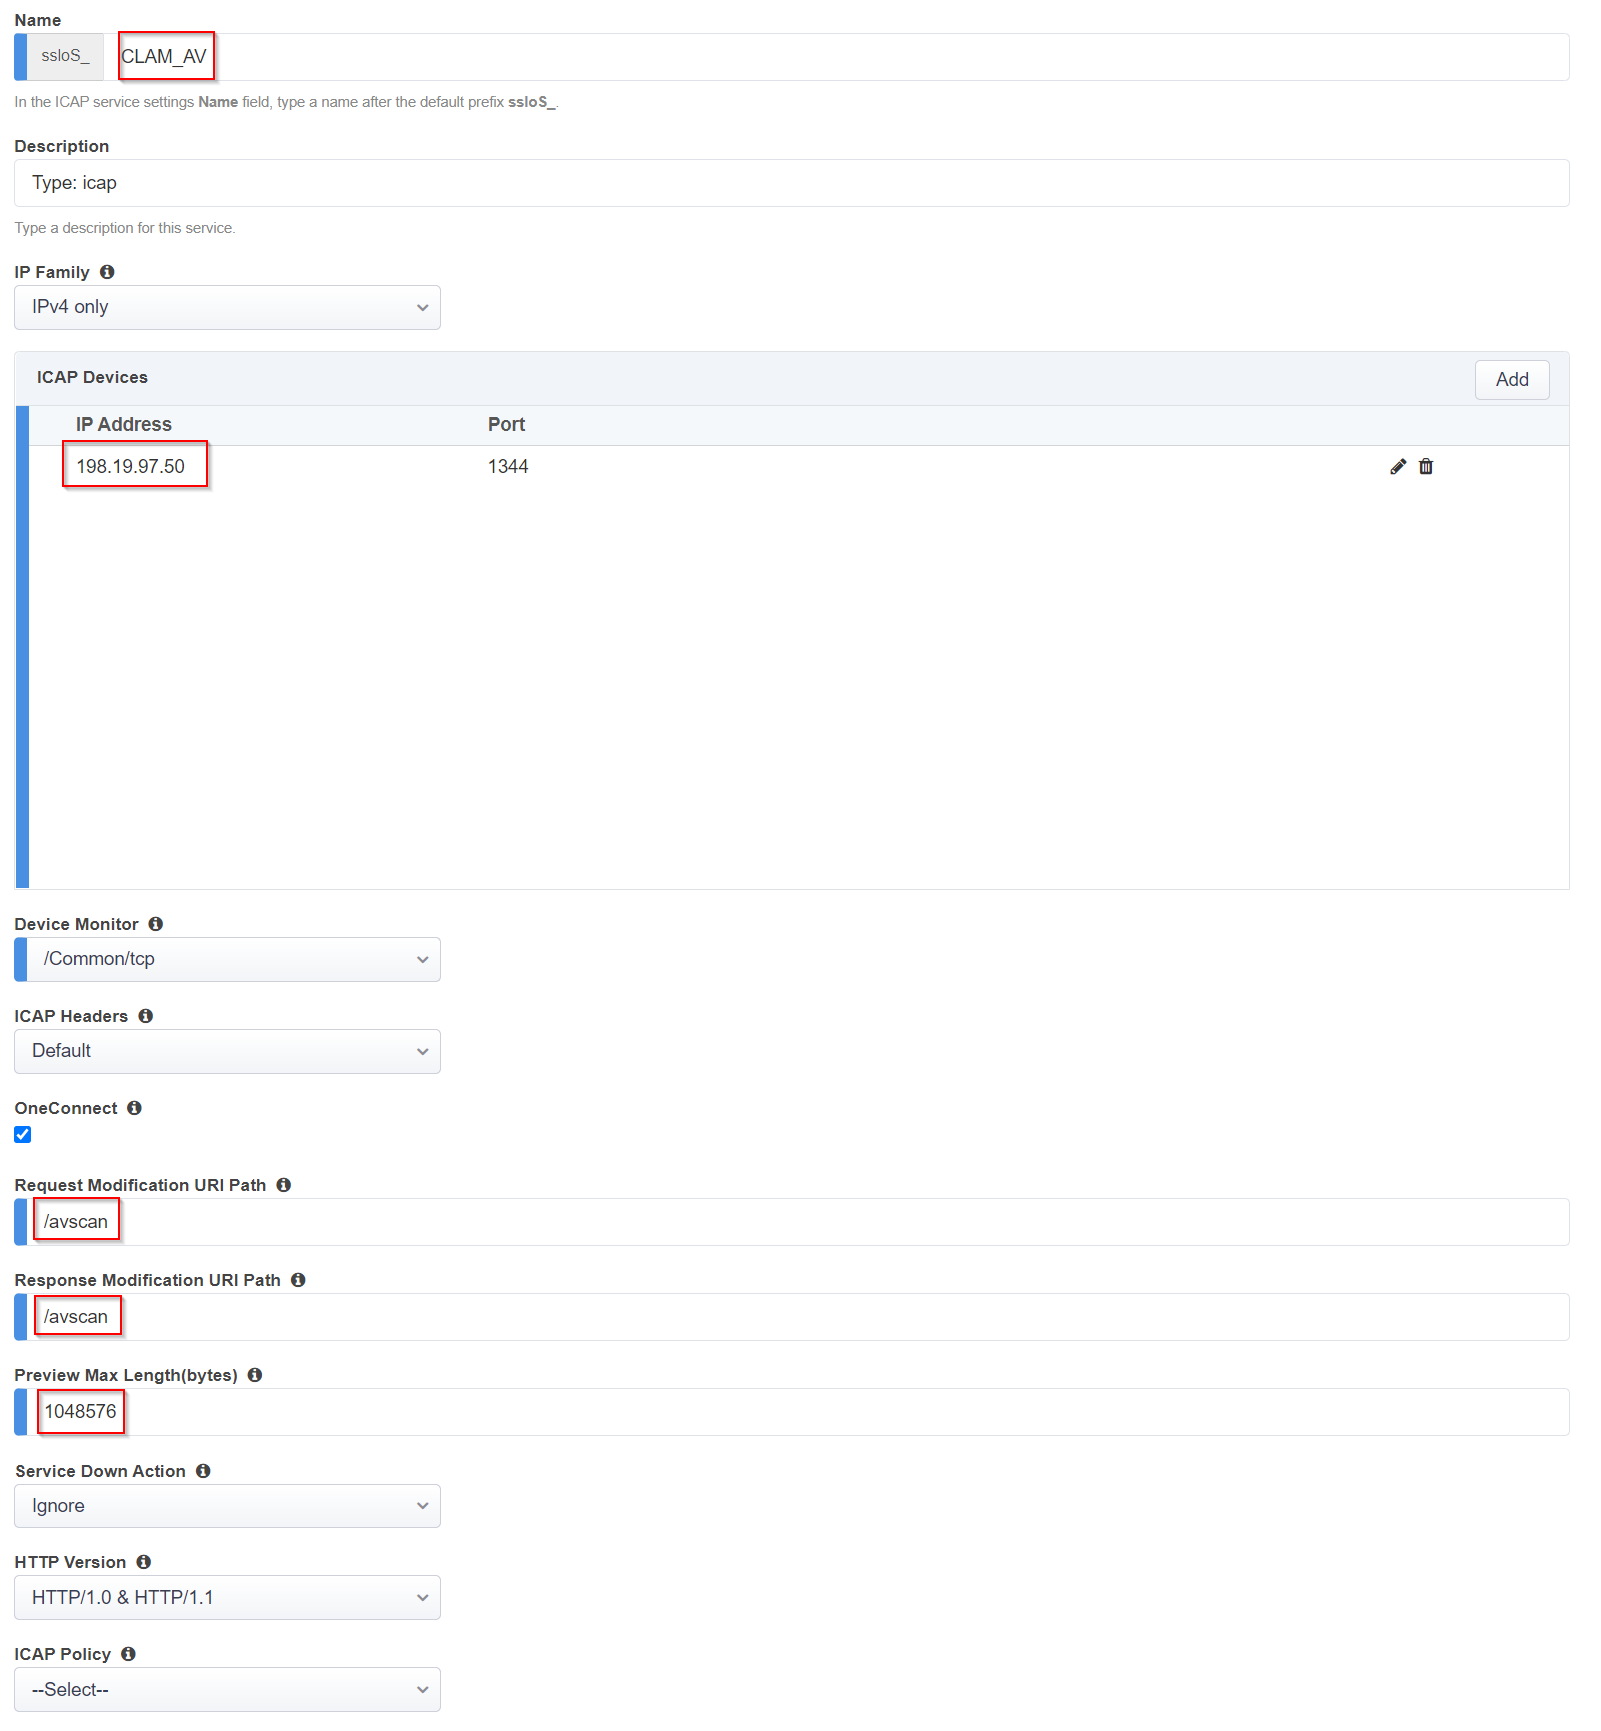 Name
ssloS_ CLAM_AV
In the ICAP service settings Name field, type a name after the default prefix ssloS_.
Description
Type: icap
Type a description for this service.
IP Family
IPv4 only
ICAP Devices Add
IP Address Port
198.19.97.50 1344
Device Monitor
/Common/tcp
ICAP Headers
Default
OneConnect
Request Modification URI Path
/avscan
Response Modification URI Path
/avscan
Preview Max Length(bytes)
1048576
Service Down Action
Ignore
HTTP Version
HTTP/1.0 & HTTP/1.1
ICAP Policy
--Select--